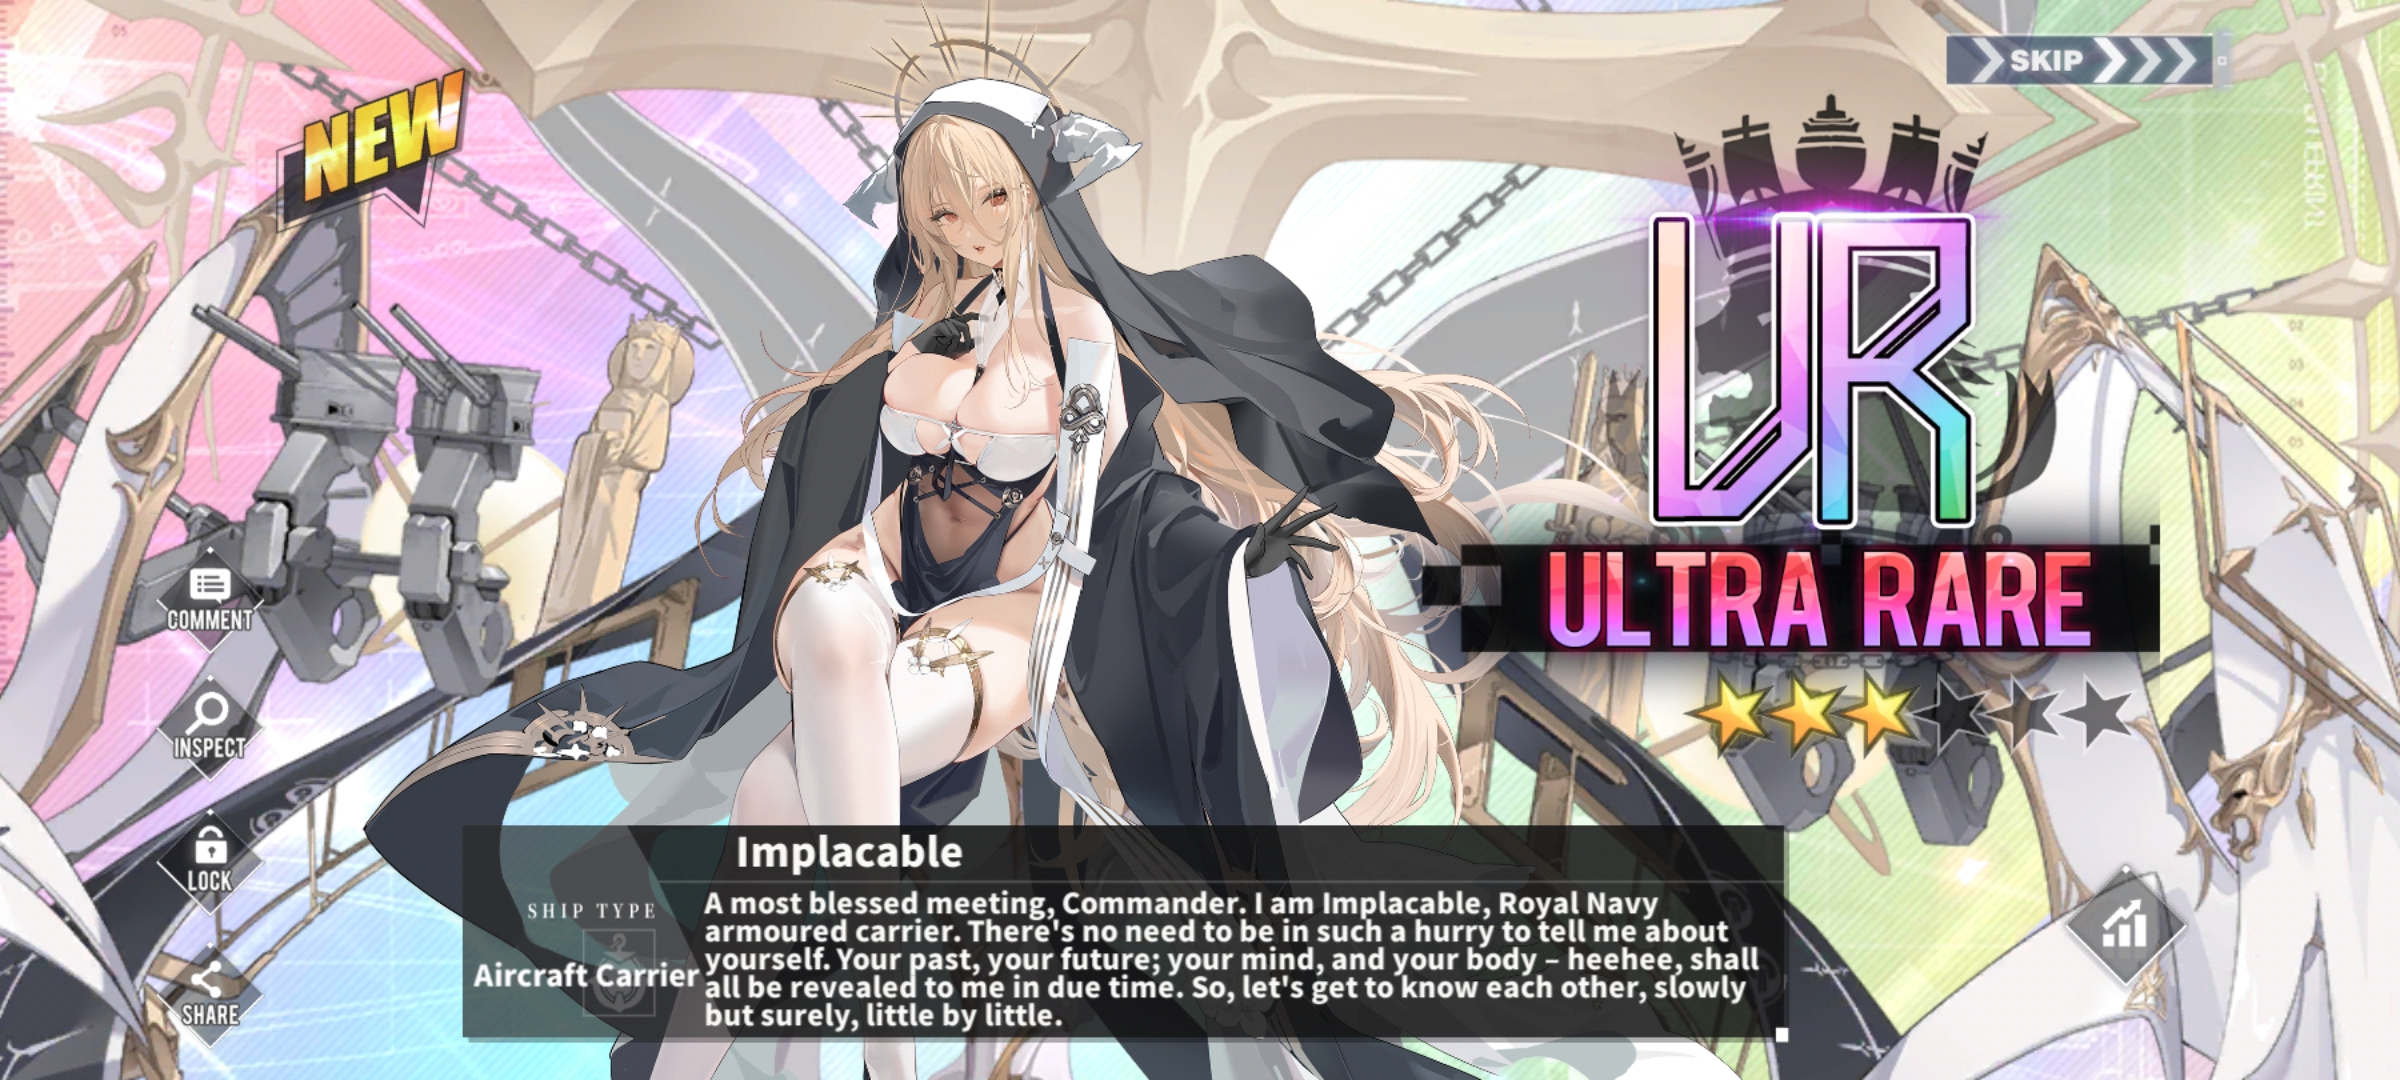 SKIP
NEW
UR
ULTRA RARE
COMMENT
INSPECT
LOCK
SHARE
Implacable
SHIP TYPE
Aircraft Carrier
A most blessed meeting, Commander. I am Implacable, Royal Navy
armoured carrier. There's no need to be in such a hurry to tell me about
yourself. Your past, your future; your mind, and your body – heehee, shall
all be revealed to me in due time. So, let's get to know each other, slowly
but surely, little by little.